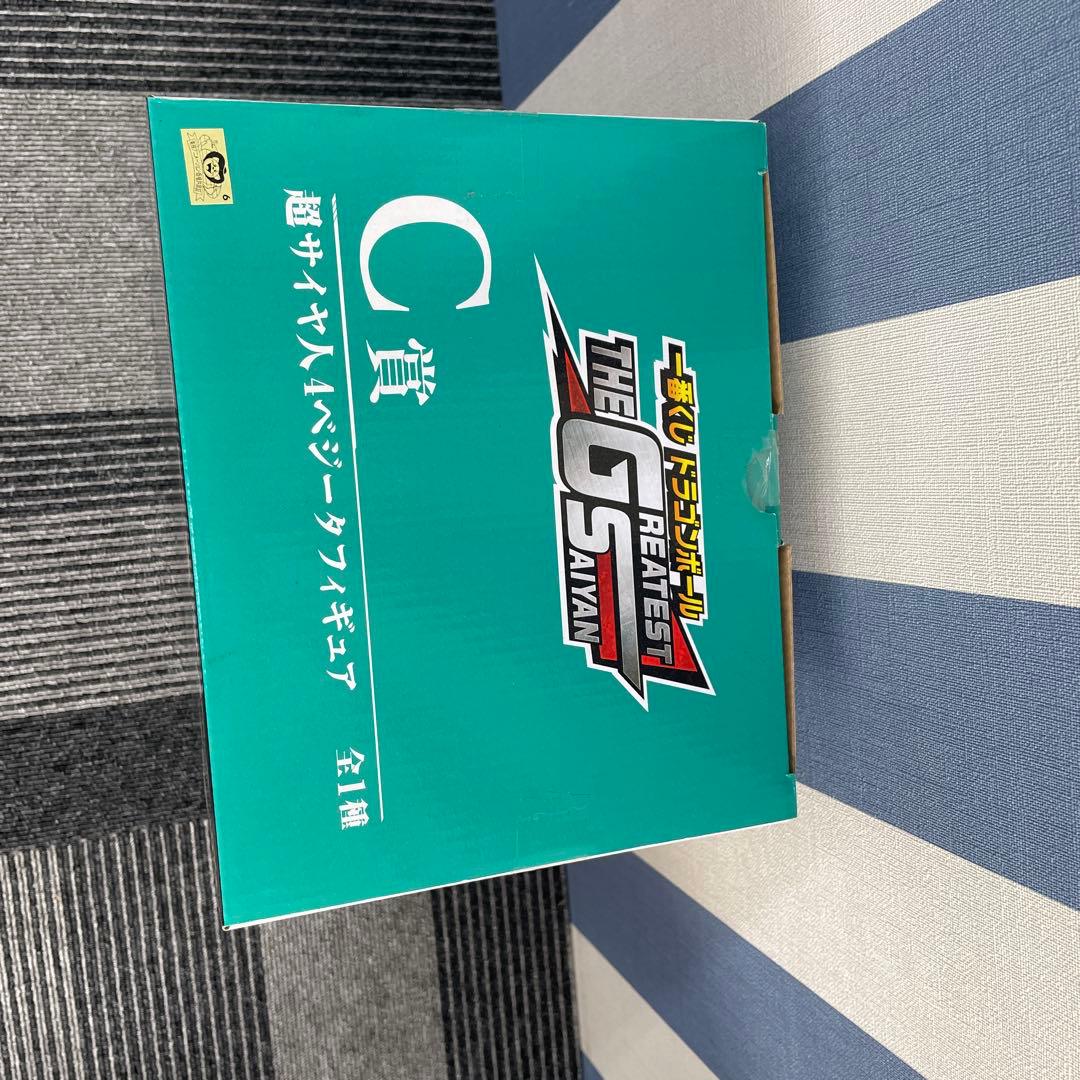 一番くじ ドラゴンボール
THE GREATEST
SAIYAN
C賞
超サイヤ人4ベジータフィギュア 全1種
6